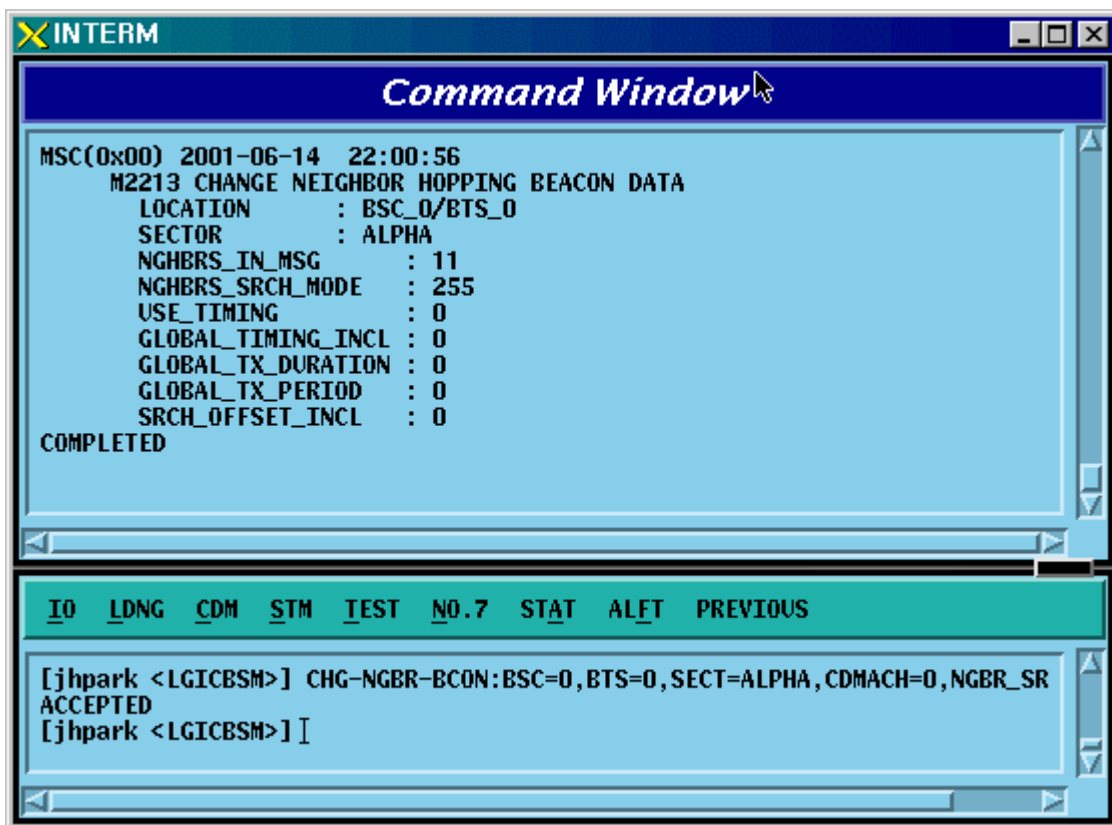 INTERM
Command Window
MSC(0x00) 2001-06-14 22:00:56
M2213 CHANGE NEIGHBOR HOPPING BEACON DATA
LOCATION : BSC_0/BTS_0
SECTOR : ALPHA
NGHBRS_IN_MSG : 11
NGHBRS_SRCH_MODE : 255
USE_TIMING : 0
GLOBAL_TIMING_INCL : 0
GLOBAL_TX_DURATION : 0
GLOBAL_TX_PERIOD : 0
SRCH_OFFSET_INCL : 0
COMPLETED
IO LDNG CDM STM TEST NO.7 STAT ALFT PREVIOUS
[jhpark <LGICBSM>] CHG-NGBR-BCON:BSC=0,BTS=0,SECT=ALPHA,CDMACH=0,NGBR_SR
ACCEPTED
[jhpark <LGICBSM>]